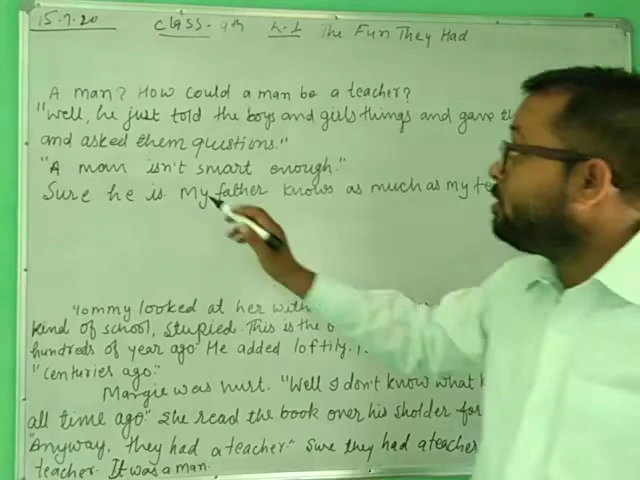 15.7.20 Class - 9th L-1 The Fun They Had
A man? How could a man be a teacher?
"Well, he just told the boys and girls things and gave
and asked them questions."
"A man isn't smart enough."
Sure he is. My father knows as much as my
Tommy looked at her with
kind of school, stupied. This is the
hundreds of year ago. He added loftily,
"Centuries ago."
Margie was hurt. "Well I don't know what
all time ago." She read the book over his sholder for
"Anyway, they had a teacher." Sure they had a teacher
teacher. It was a man.